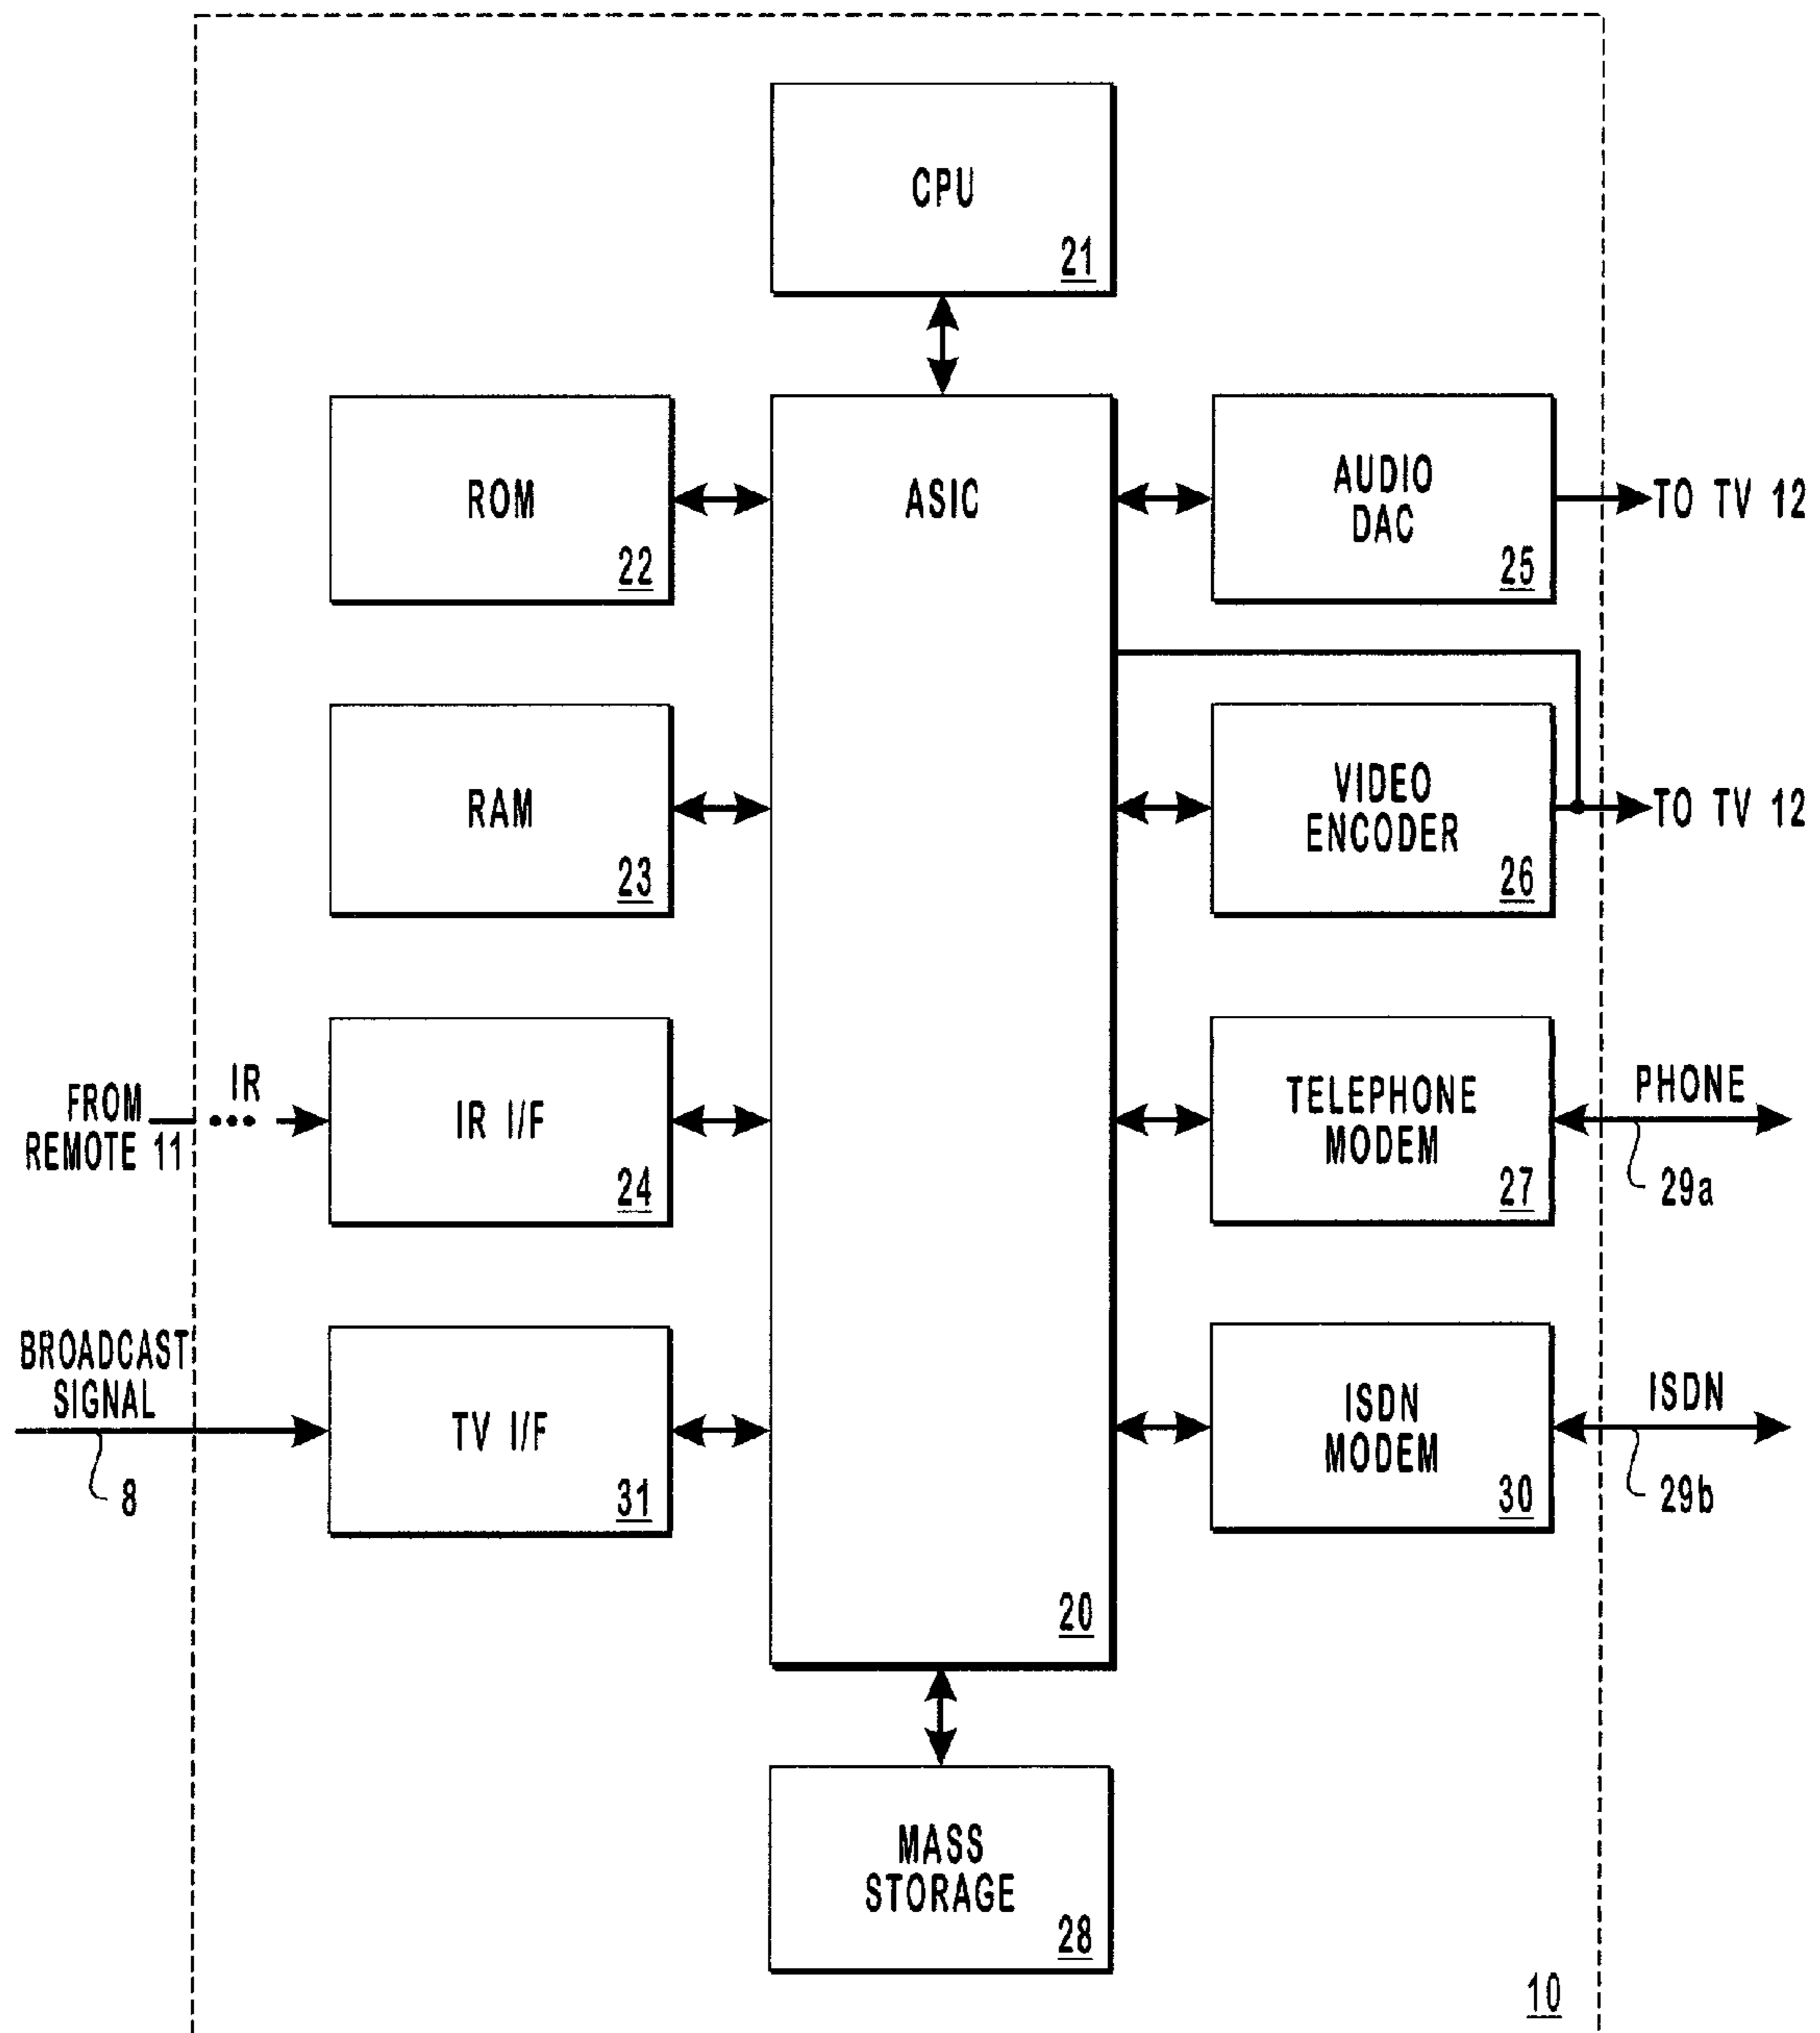 CPU
21
ROM
22
ASIC
AUDIO
DAC
25
TO TV 12
RAM
23
VIDEO
ENCODER
26
TO TV 12
FROM
REMOTE 11
IR
IR I/F
24
TELEPHONE
MODEM
27
PHONE
29a
BROADCAST
SIGNAL
8
TV I/F
31
ISDN
MODEM
30
ISDN
29b
20
MASS
STORAGE
28
10